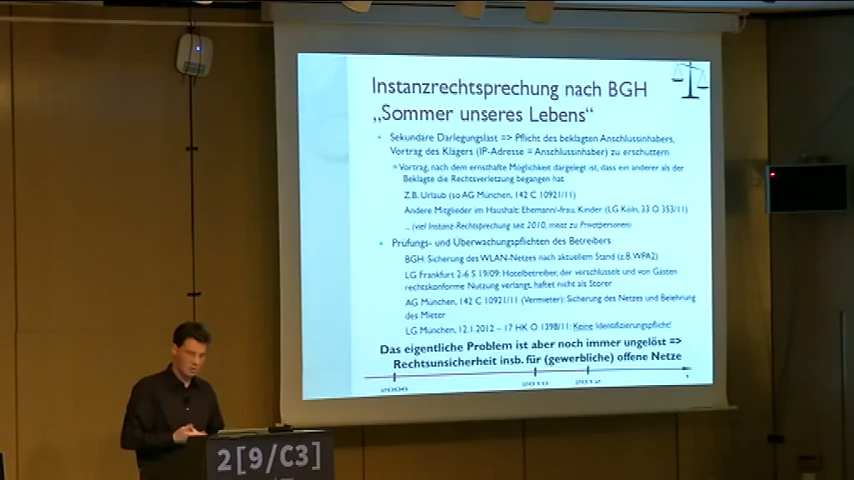 Instanzrechtsprechung nach BGH
„Sommer unseres Lebens“
Sekundäre Darlegungslast => Pflicht des beklagten Anschlussinhabers,
Vortrag des Klägers (IP-Adresse = Anschlussinhaber) zu erschüttern
Vortrag, nach dem ernsthafte Möglichkeit dargelegt ist, dass ein anderer als der
Beklagte die Rechtsverletzung begangen hat
Z.B. Urlaub (so AG München, 142 C 10921/11)
Andere Mitglieder im Haushalt: Ehemann/-frau, Kinder (LG Köln, 33 O 353/11)
... (viel Instanz-Rechtsprechung seit 2010, meist zu Privatpersonen)
Prüfungs- und Überwachungspflichten des Betreibers
BGH: Sicherung des WLAN-Netzes nach aktuellem Stand (z.B. WPA2)
LG Frankfurt 2-6 S 19/09: Hotelbetreiber, der verschlüsselt und von Gästen
rechtskonforme Nutzung verlangt, haftet nicht als Störer
AG München, 142 C 10921/11 (Vermieter): Sicherung des Netzes und Belehrung
des Mieter
LG München, 12.1.2012 – 17 HK O 1398/11: Keine Identifizierungspflicht!
Das eigentliche Problem ist aber noch immer ungelöst =>
Rechtsunsicherheit insb. für (gewerbliche) offene Netze
2006 2010 2012
2[9/C3]